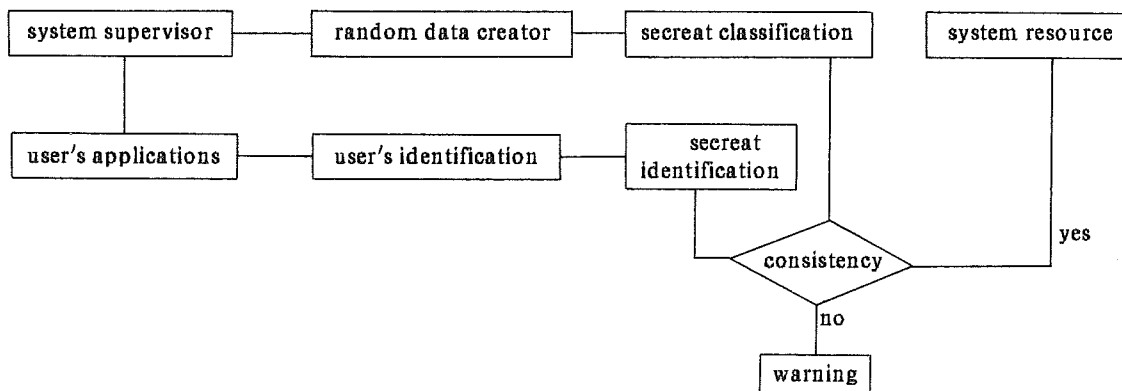 system supervisor
random data creator
secreat classification
system resource
user's applications
user's identification
secreat
identification
yes
consistency
no
warning